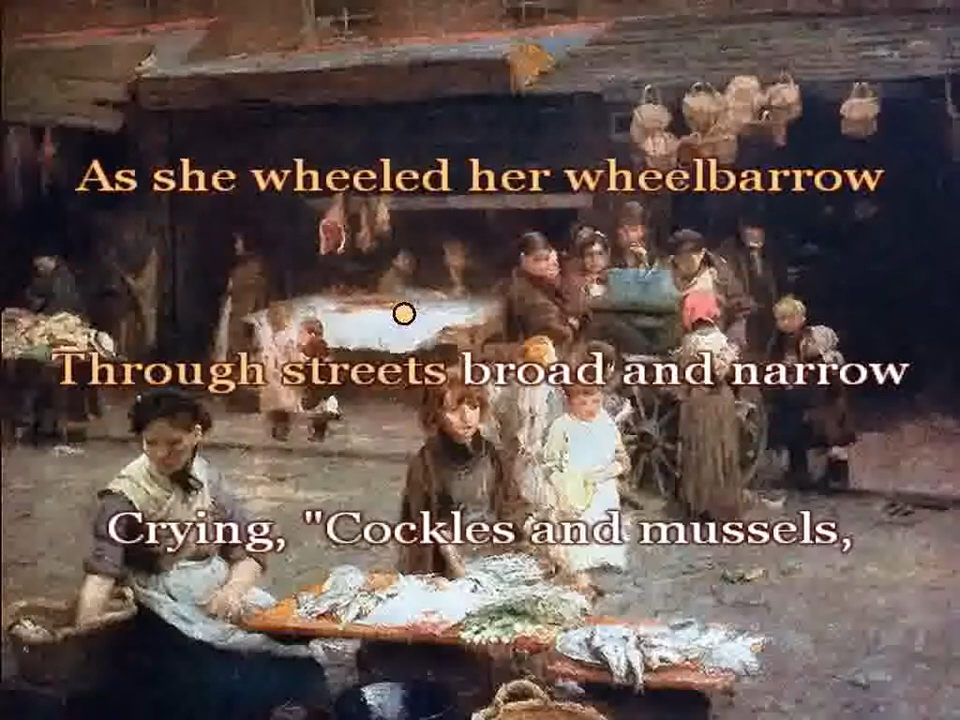 As she wheeled her wheelbarrow
Through streets broad and narrow
Crying, "Cockles and mussels,